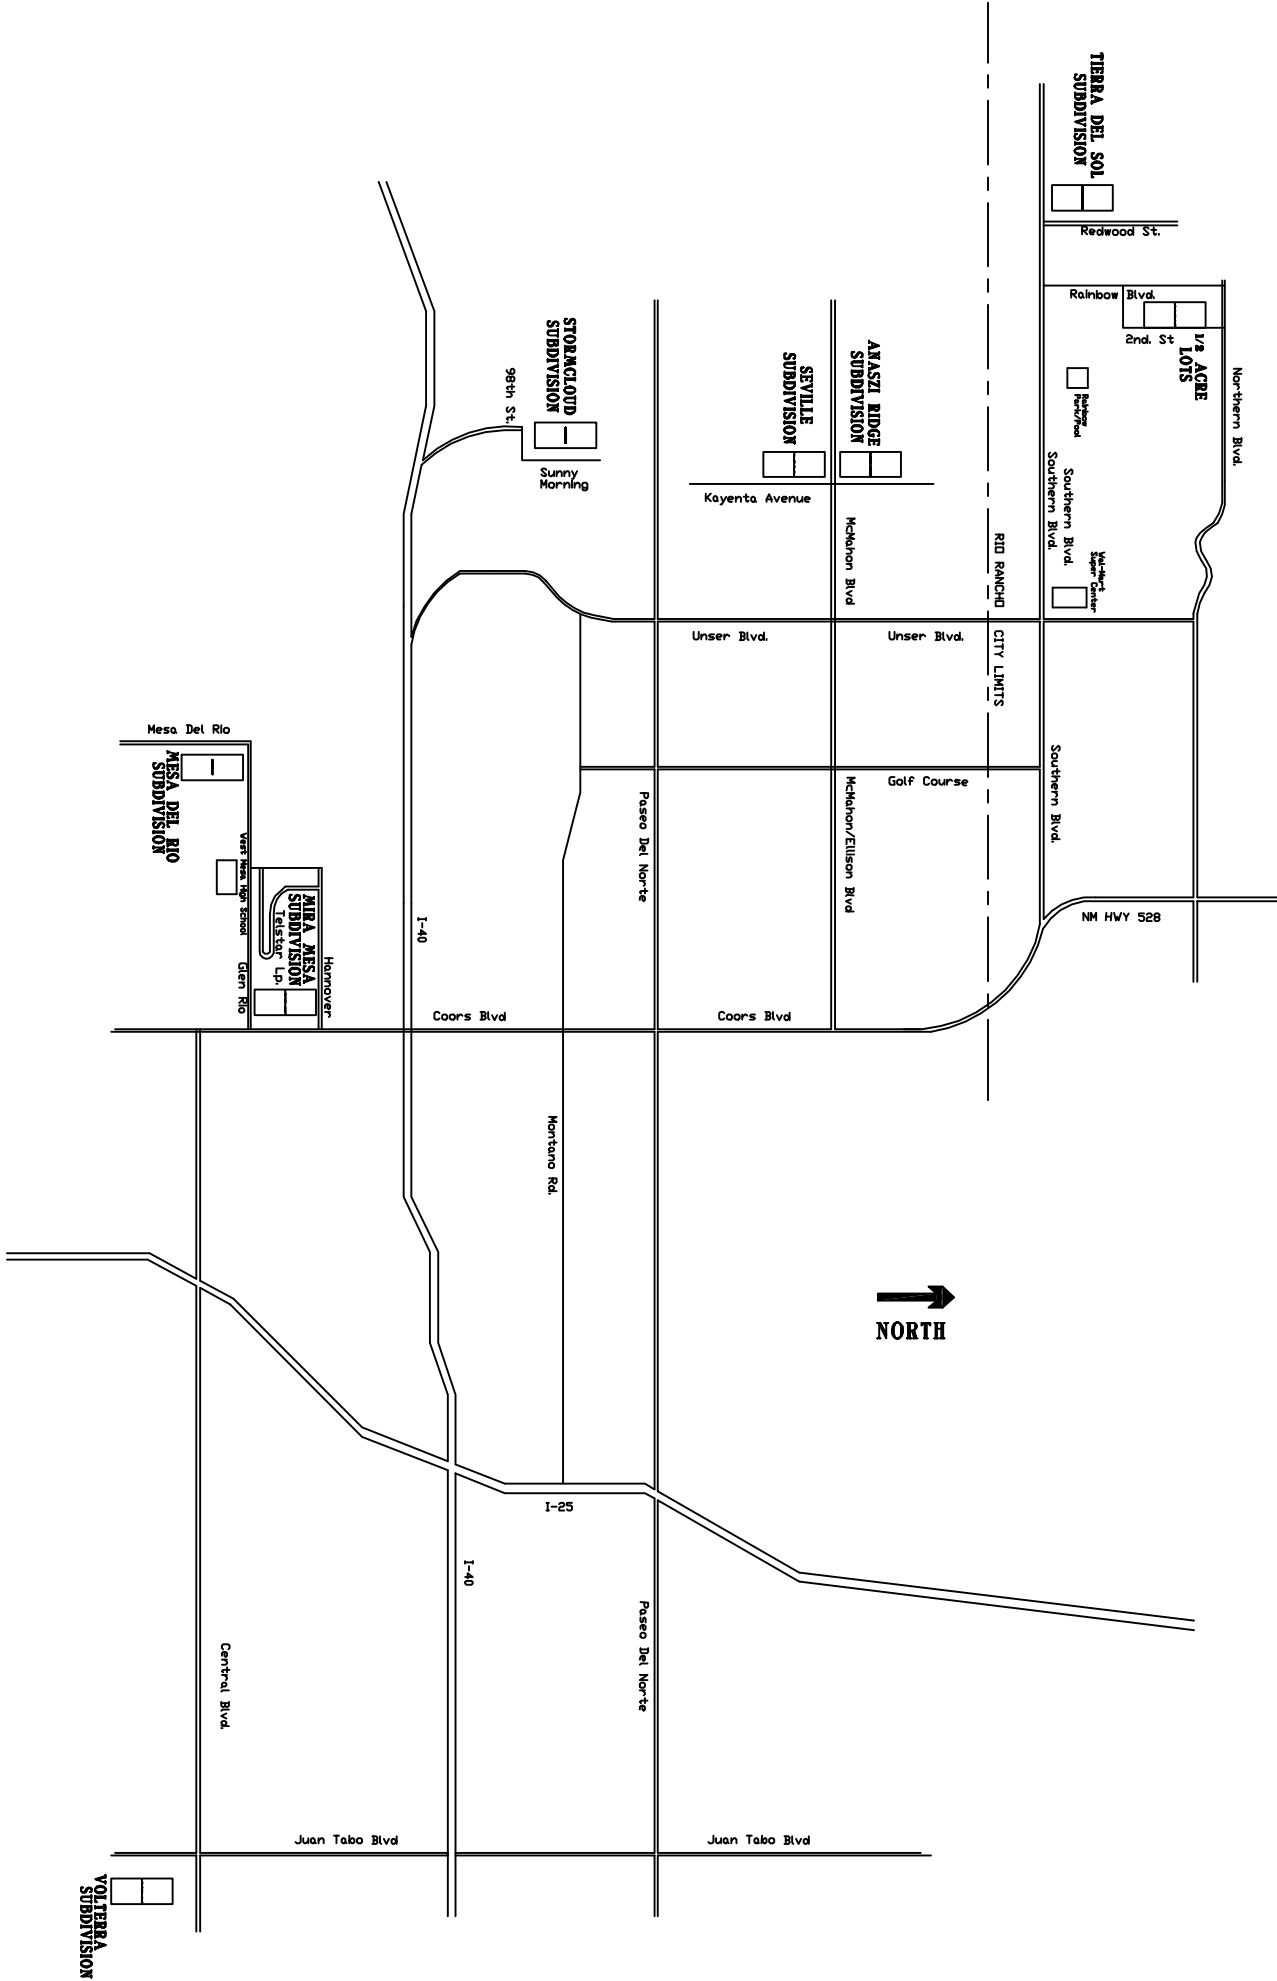 TIERRA DEL SOL
SUBDIVISION
Redwood St.
Rainbow Blvd.
2nd. St
1/2 ACRE
LOTS
Northern Blvd.
Rainbow
Park/Pool
Southern Blvd.
Southern Blvd.
Wal-Mart
Super Center
STORMCLOUD
SUBDIVISION
98th St.
Sunny
Morning
SEVILLE
SUBDIVISION
ANASZI RIDGE
SUBDIVISION
Kayenta Avenue
McMahon Blvd
RIO RANCHO CITY LIMITS
Unser Blvd.
Unser Blvd.
Mesa Del Rio
MESA DEL RIO
SUBDIVISION
West Mesa High School
Glen Rio
MIRA MESA
SUBDIVISION
Telstar Lp.
Hannover
I-40
Paseo Del Norte
Golf Course
McMahon/Ellison Blvd
Southern Blvd.
NM HWY 528
Coors Blvd
Coors Blvd
Montano Rd.
NORTH
I-25
I-40
Paseo Del Norte
Central Blvd.
Juan Tabo Blvd
Juan Tabo Blvd
VOLTERRA
SUBDIVISION